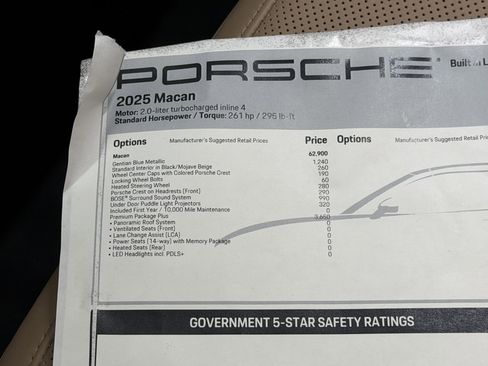 PORSCHE
Built in L
2025 Macan
Motor: 2.0-liter turbocharged inline 4
Standard Horsepower / Torque: 261 hp / 295 lb-ft
Options Manufacturer's Suggested Retail Prices Price Options Manufacturer's Suggested Retail Prices
Macan 62,900
Gentian Blue Metallic 1,240
Standard Interior in Black/Mojave Beige 260
Wheel Center Caps with Colored Porsche Crest 190
Locking Wheel Bolts 60
Heated Steering Wheel 280
Porsche Crest on Headrests (Front) 290
BOSE® Surround Sound System 990
Under Door Puddle Light Projectors 320
Included First Year / 10,000 Mile Maintenance 0
Premium Package Plus 3,650
• Panoramic Roof System 0
• Ventilated Seats (Front) 0
• Lane Change Assist (LCA) 0
• Power Seats (14-way) with Memory Package 0
• Heated Seats (Rear) 0
• LED Headlights incl. PDLS+ 0
GOVERNMENT 5-STAR SAFETY RATINGS